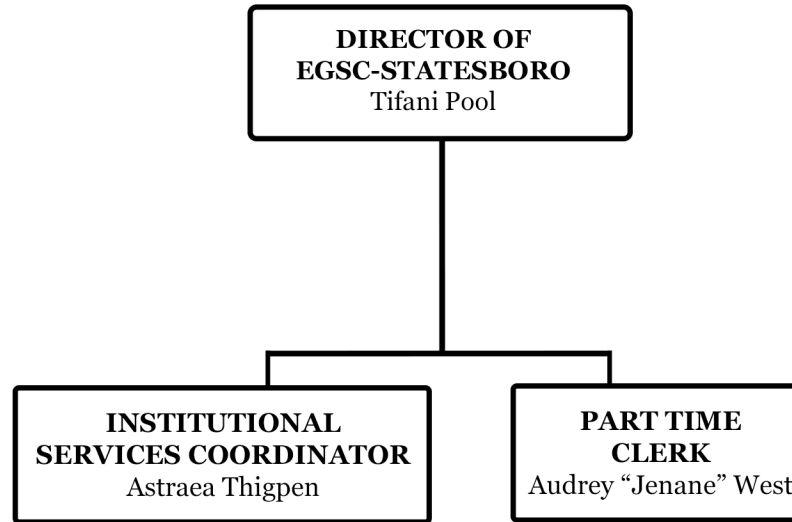 DIRECTOR OF
EGSC-STATESBORO
Tifani Pool
INSTITUTIONAL
SERVICES COORDINATOR
Astraea Thigpen
PART TIME
CLERK
Audrey “Jenane” West